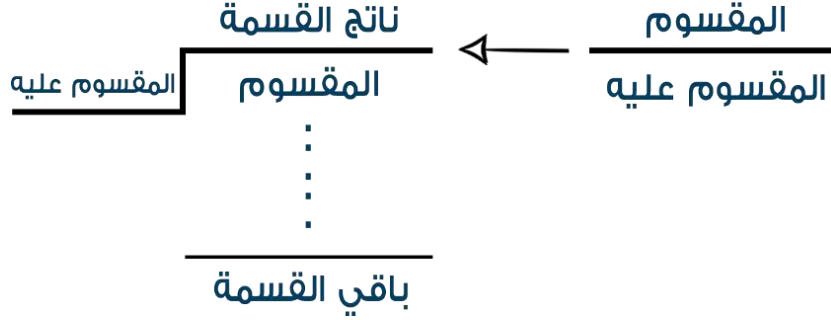 المقسوم
المقسوم عليه
ناتج القسمة
المقسوم عليه
المقسوم
باقي القسمة